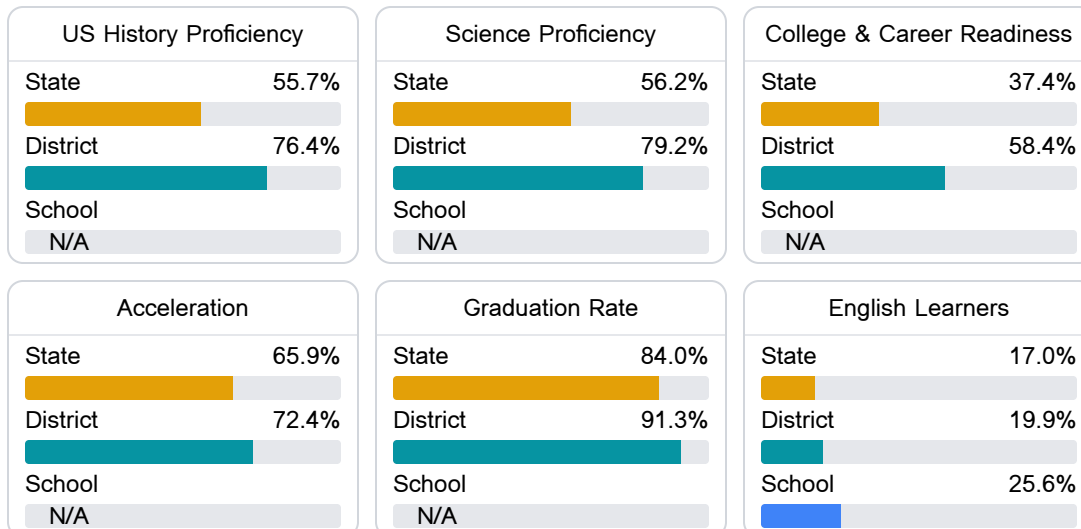 US History Proficiency
State 55.7%
District 76.4%
School
N/A
Science Proficiency
State 56.2%
District 79.2%
School
N/A
College & Career Readiness
State 37.4%
District 58.4%
School
N/A
Acceleration
State 65.9%
District 72.4%
School
N/A
Graduation Rate
State 84.0%
District 91.3%
School
N/A
English Learners
State 17.0%
District 19.9%
School 25.6%